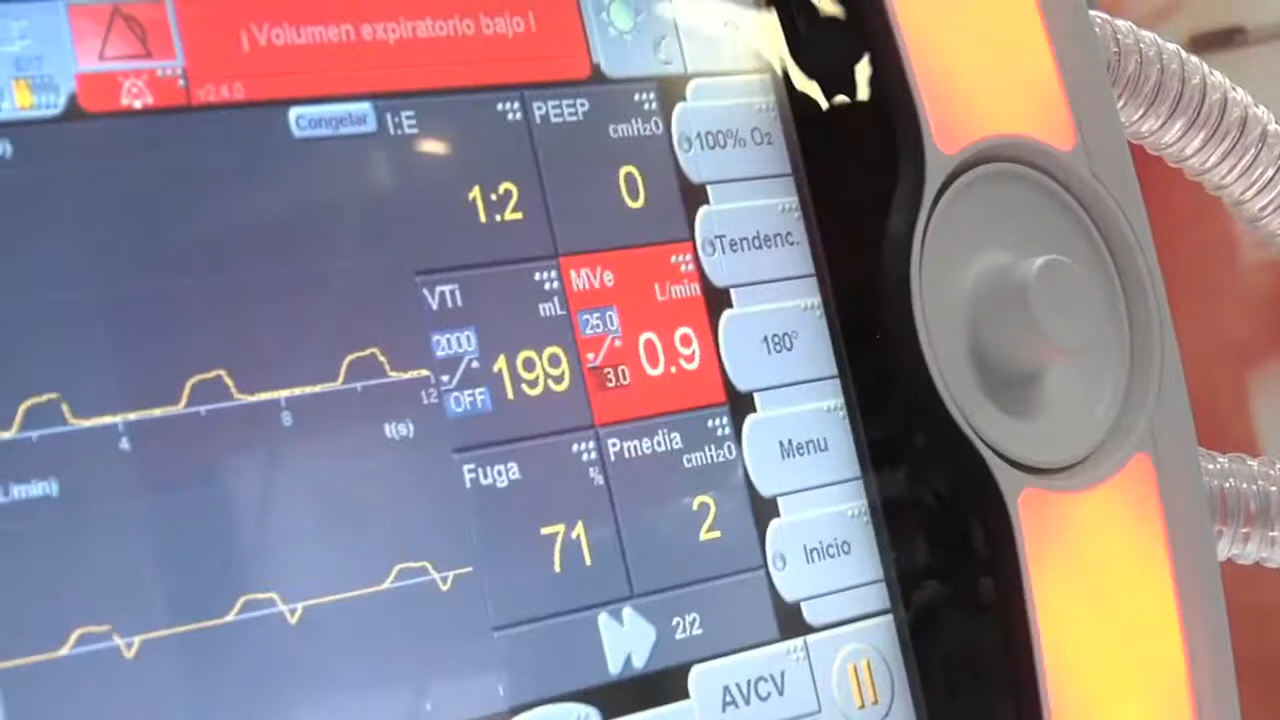 ¡Volumen expiratorio bajo!
v2.4.0
Congelar
I:E
1:2
PEEP
cmH2O
0
100% O2
Tendenc.
180°
Menu
Inicio
VTi
mL
2000
OFF
199
MVe
L/min
25.0
3.0
0.9
4
8
12
t(s)
L/min)
Fuga
%
71
Pmedia
cmH2O
2
2/2
AVCV